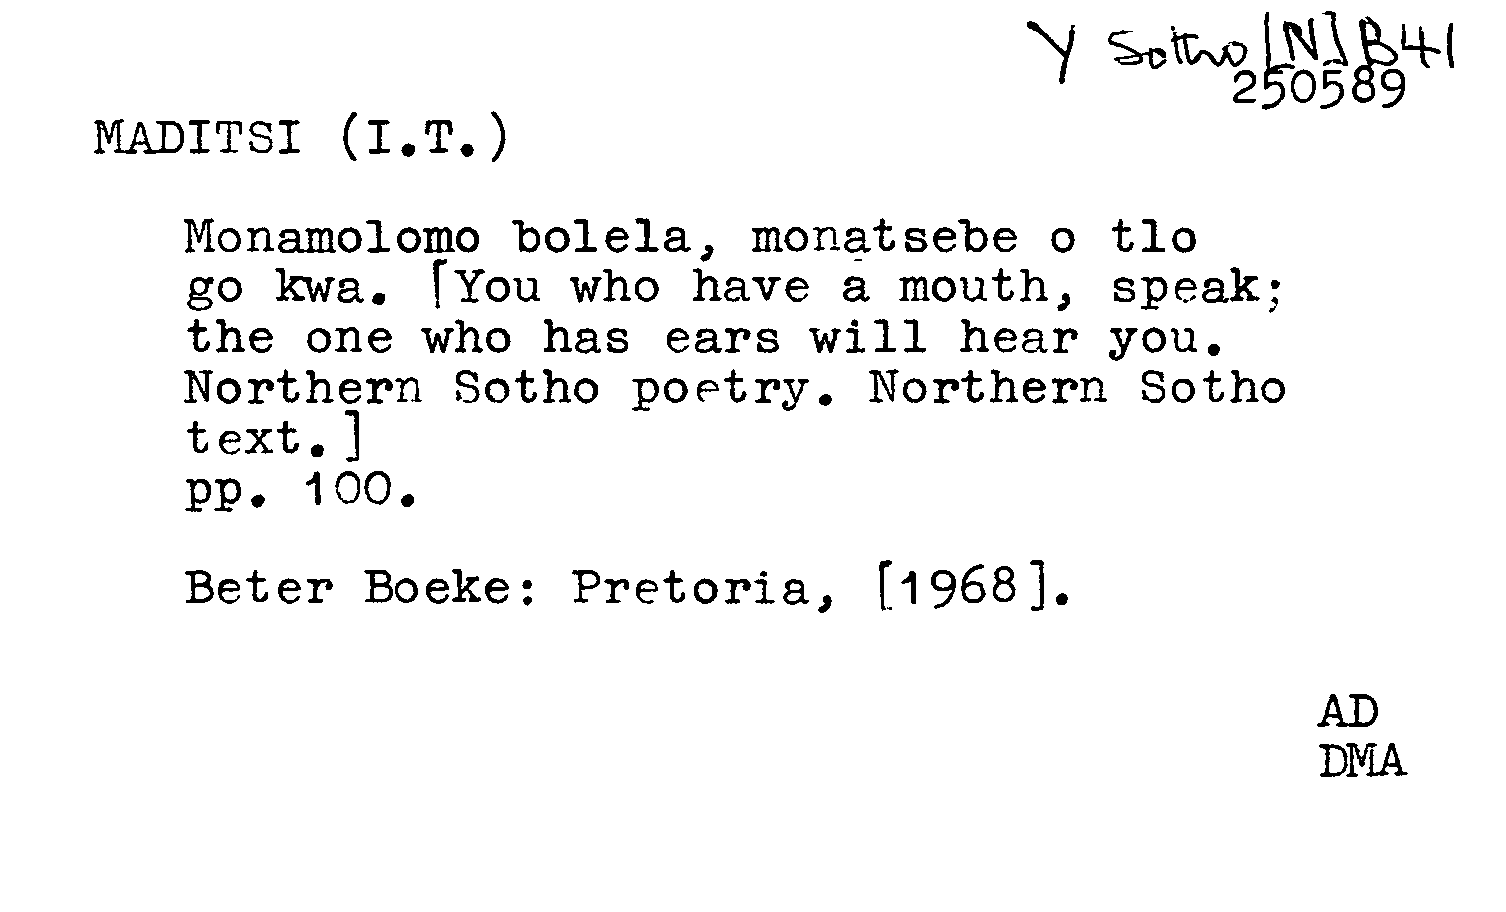 Y Sotho [N] B41
250589
MADITSI (I.T.)
Monamolomo bolela, monatsebe o tlo
go kwa. [You who have a mouth, speak;
the one who has ears will hear you.
Northern Sotho poetry. Northern Sotho
text.]
pp. 100.
Beter Boeke: Pretoria, [1968].
AD
DMA